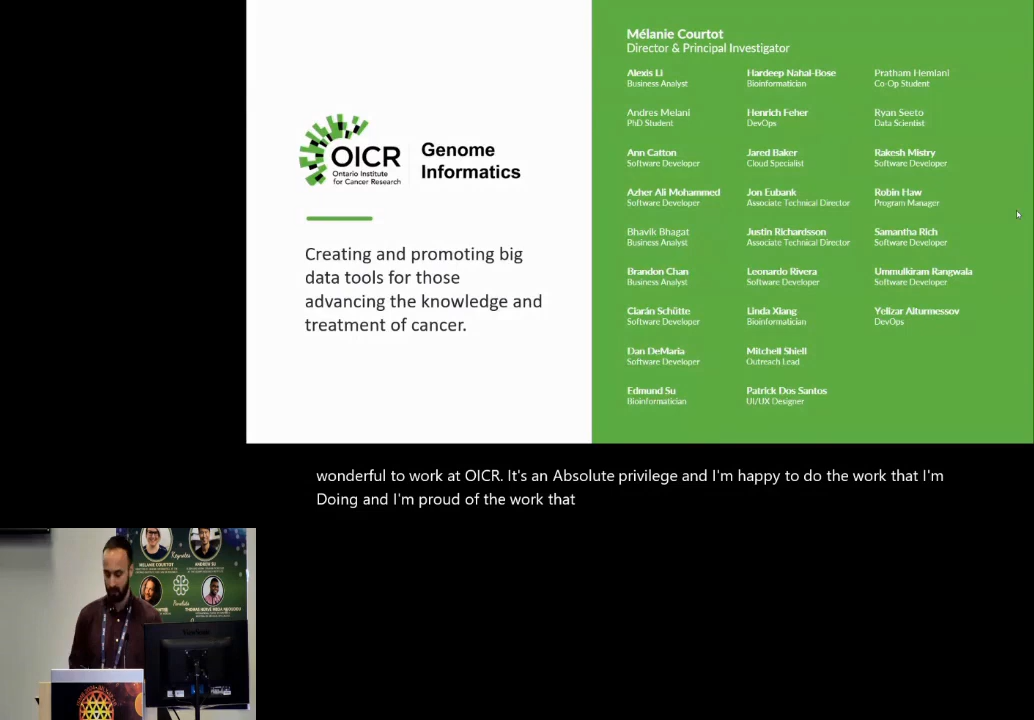 OICR
Ontario Institute
for Cancer Research
Genome
Informatics
Creating and promoting big
data tools for those
advancing the knowledge and
treatment of cancer.
Mélanie Courtot
Director & Principal Investigator
Alexis Li
Business Analyst
Andres Melani
PhD Student
Ann Catton
Software Developer
Azher Ali Mohammed
Software Developer
Bhavik Bhagat
Business Analyst
Brandon Chan
Business Analyst
Ciarán Schütte
Software Developer
Dan DeMaria
Software Developer
Edmund Su
Bioinformatician
Hardeep Nahal-Bose
Bioinformatician
Henrich Feher
DevOps
Jared Baker
Cloud Specialist
Jon Eubank
Associate Technical Director
Justin Richardsson
Associate Technical Director
Leonardo Rivera
Software Developer
Linda Xiang
Bioinformatician
Mitchell Shiell
Outreach Lead
Patrick Dos Santos
UI/UX Designer
Pratham Hemlani
Co-Op Student
Ryan Seeto
Data Scientist
Rakesh Mistry
Software Developer
Robin Haw
Program Manager
Samantha Rich
Software Developer
Ummulkiram Rangwala
Software Developer
Yelizar Alturmessov
DevOps
wonderful to work at OICR. It's an Absolute privilege and I'm happy to do the work that I'm
Doing and I'm proud of the work that
MELANIE COURTOT
ANDREW SU
Keynotes